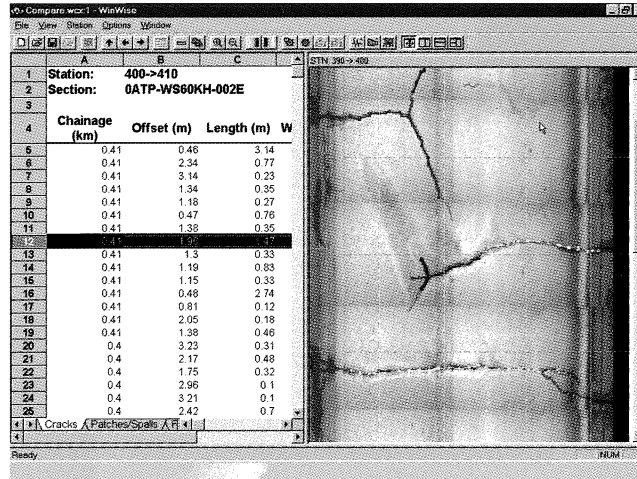 Compare.wcx:1 - WinWise
File View Station Options Window
STN: 390 -> 400
A B C
1 Station: 400->410
2 Section: 0ATP-WS60KH-002E
3
4 Chainage (km) Offset (m) Length (m) W
5 0.41 0.46 3.14
6 0.41 2.34 0.77
7 0.41 3.14 0.23
8 0.41 1.34 0.35
9 0.41 1.18 0.27
10 0.41 0.47 0.76
11 0.41 1.38 0.35
12 0.41
13 0.41 1.3 0.33
14 0.41 1.19 0.83
15 0.41 1.15 0.33
16 0.41 0.48 2.74
17 0.41 0.81 0.12
18 0.41 2.05 0.18
19 0.41 1.38 0.46
20 0.4 3.23 0.31
21 0.4 2.17 0.48
22 0.4 1.75 0.32
23 0.4 2.96 0.1
24 0.4 3.21 0.1
25 0.4 2.42 0.7
Cracks Patches/Spalls
Ready NUM